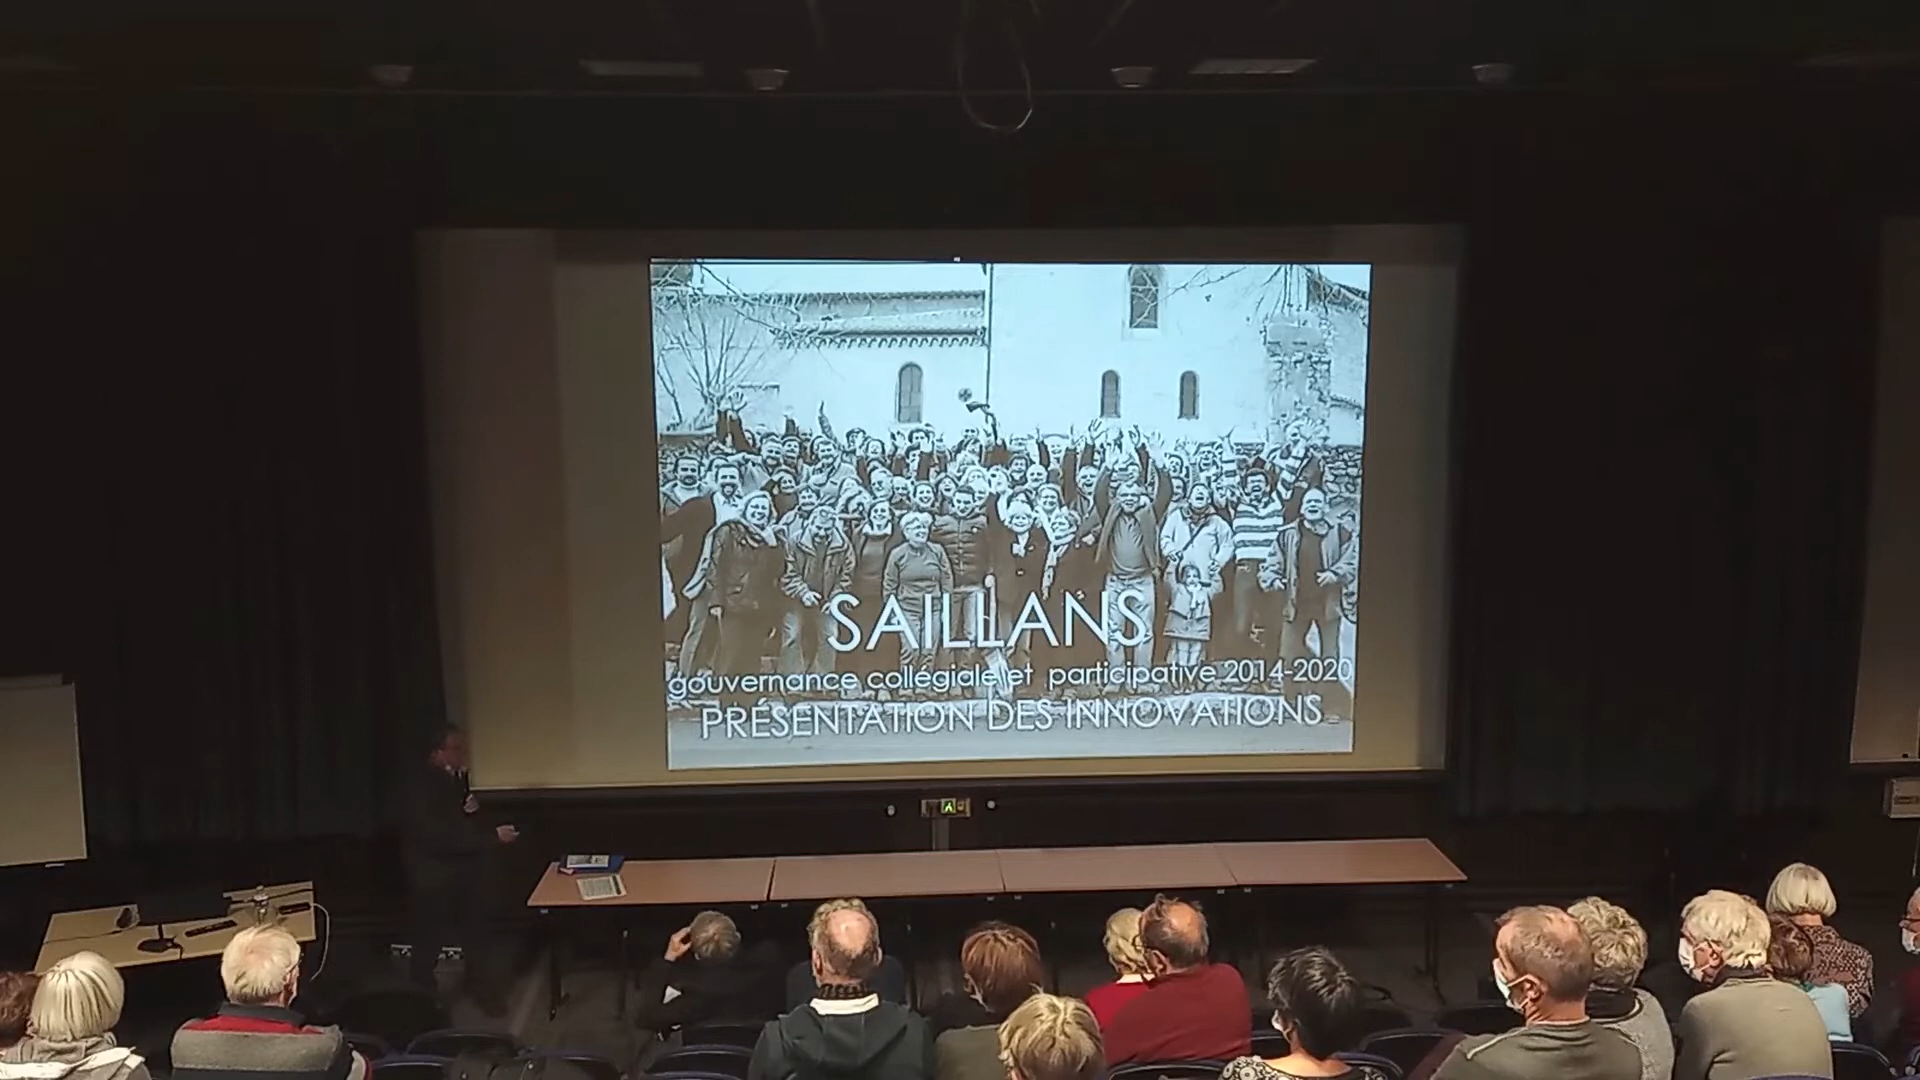 SAILLANS
gouvernance collégiale et participative 2014-2020
PRÉSENTATION DES INNOVATIONS